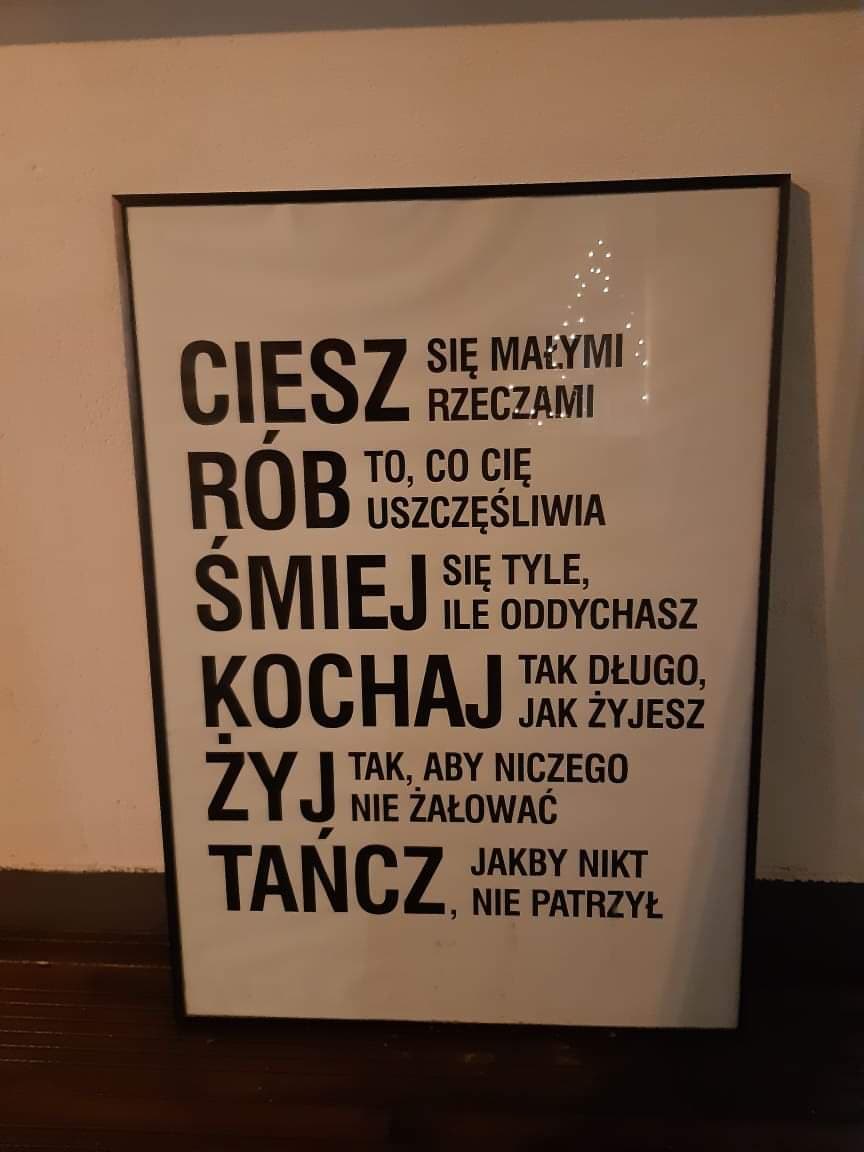 CIESZ SIĘ MAŁYMI
RZECZAMI
RÓB TO, CO CIĘ
USZCZĘŚLIWIA
ŚMIEJ SIĘ TYLE,
ILE ODDYCHASZ
KOCHAJ TAK DŁUGO,
JAK ŻYJESZ
ŻYJ TAK, ABY NICZEGO
NIE ŻAŁOWAĆ
TAŃCZ, JAKBY NIKT
NIE PATRZYŁ